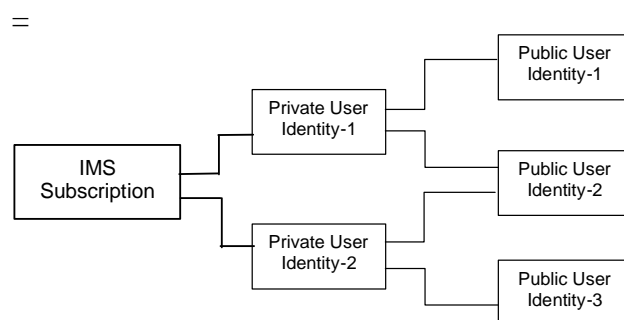 =
IMS
Subscription
Private User
Identity-1
Private User
Identity-2
Public User
Identity-1
Public User
Identity-2
Public User
Identity-3